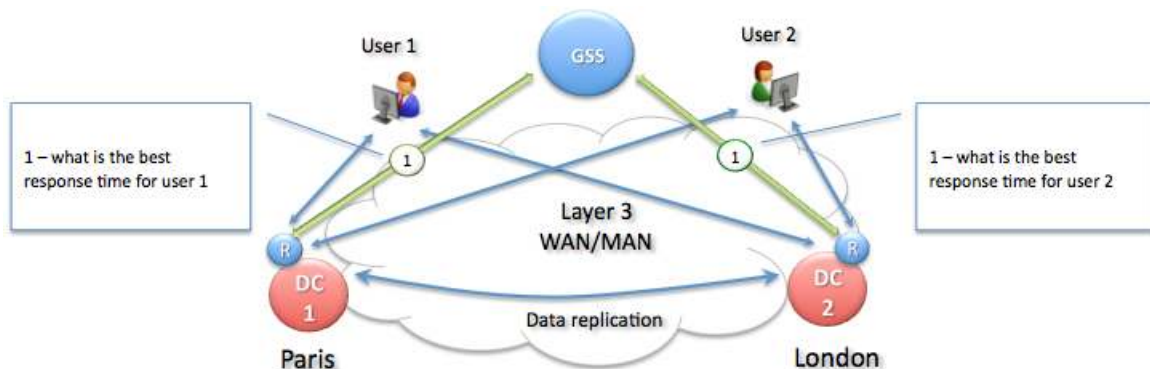 User 1
GSS
User 2
1 – what is the best
response time for user 1
1
1
1 – what is the best
response time for user 2
Layer 3
WAN/MAN
R
R
DC
1
DC
2
Data replication
Paris
London